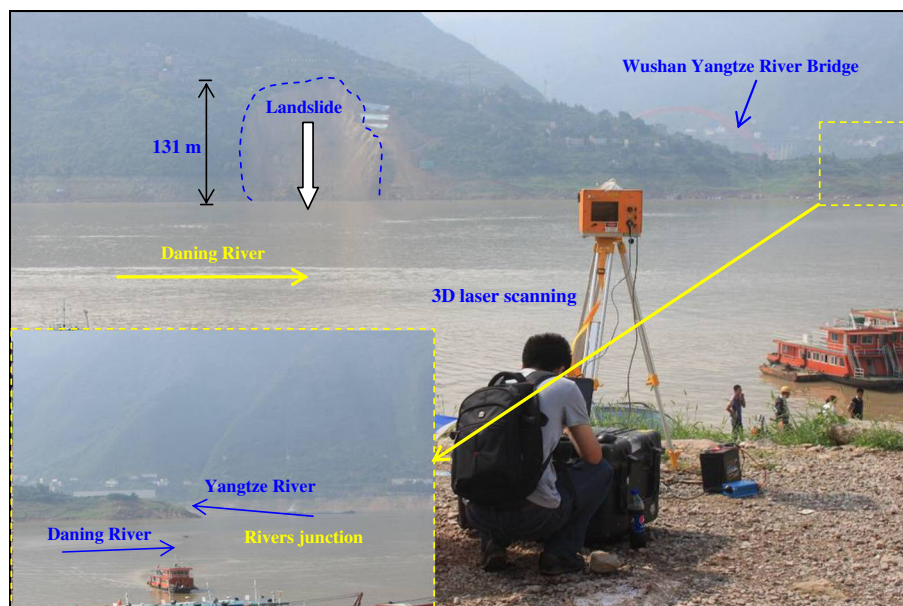 Wushan Yangtze River Bridge
Landslide
131 m
Daning River
3D laser scanning
Yangtze River
Daning River
Rivers junction